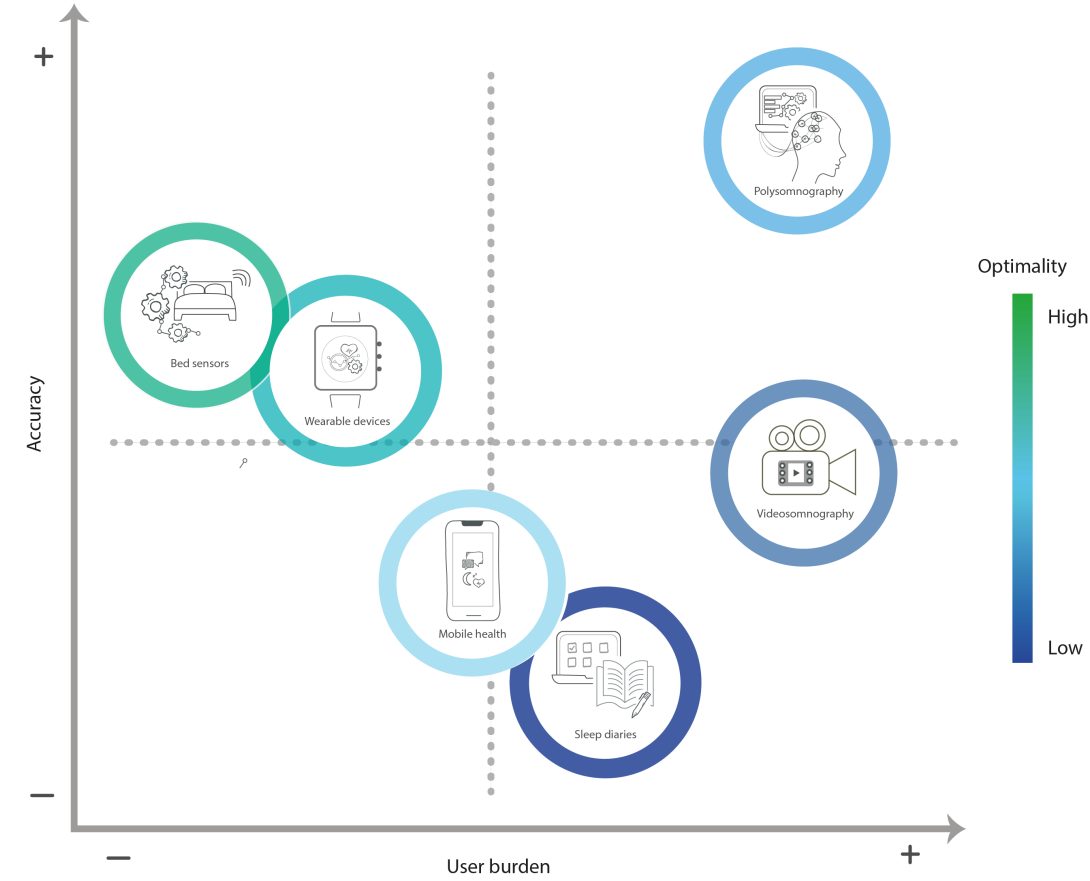 +
Polysomnography
Optimality
High
Bed sensors
Wearable devices
Accuracy
Videosomnography
Mobile health
Low
Sleep diaries
—
—
+
User burden